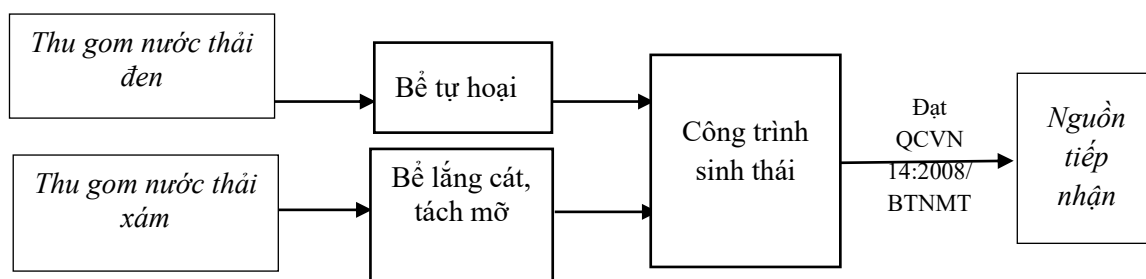 Thu gom nước thải
đen
Bể tự hoại
Thu gom nước thải
xám
Bể lắng cát,
tách mỡ
Công trình
sinh thái
Đạt
QCVN
14:2008/
BTNMT
Nguồn
tiếp
nhận